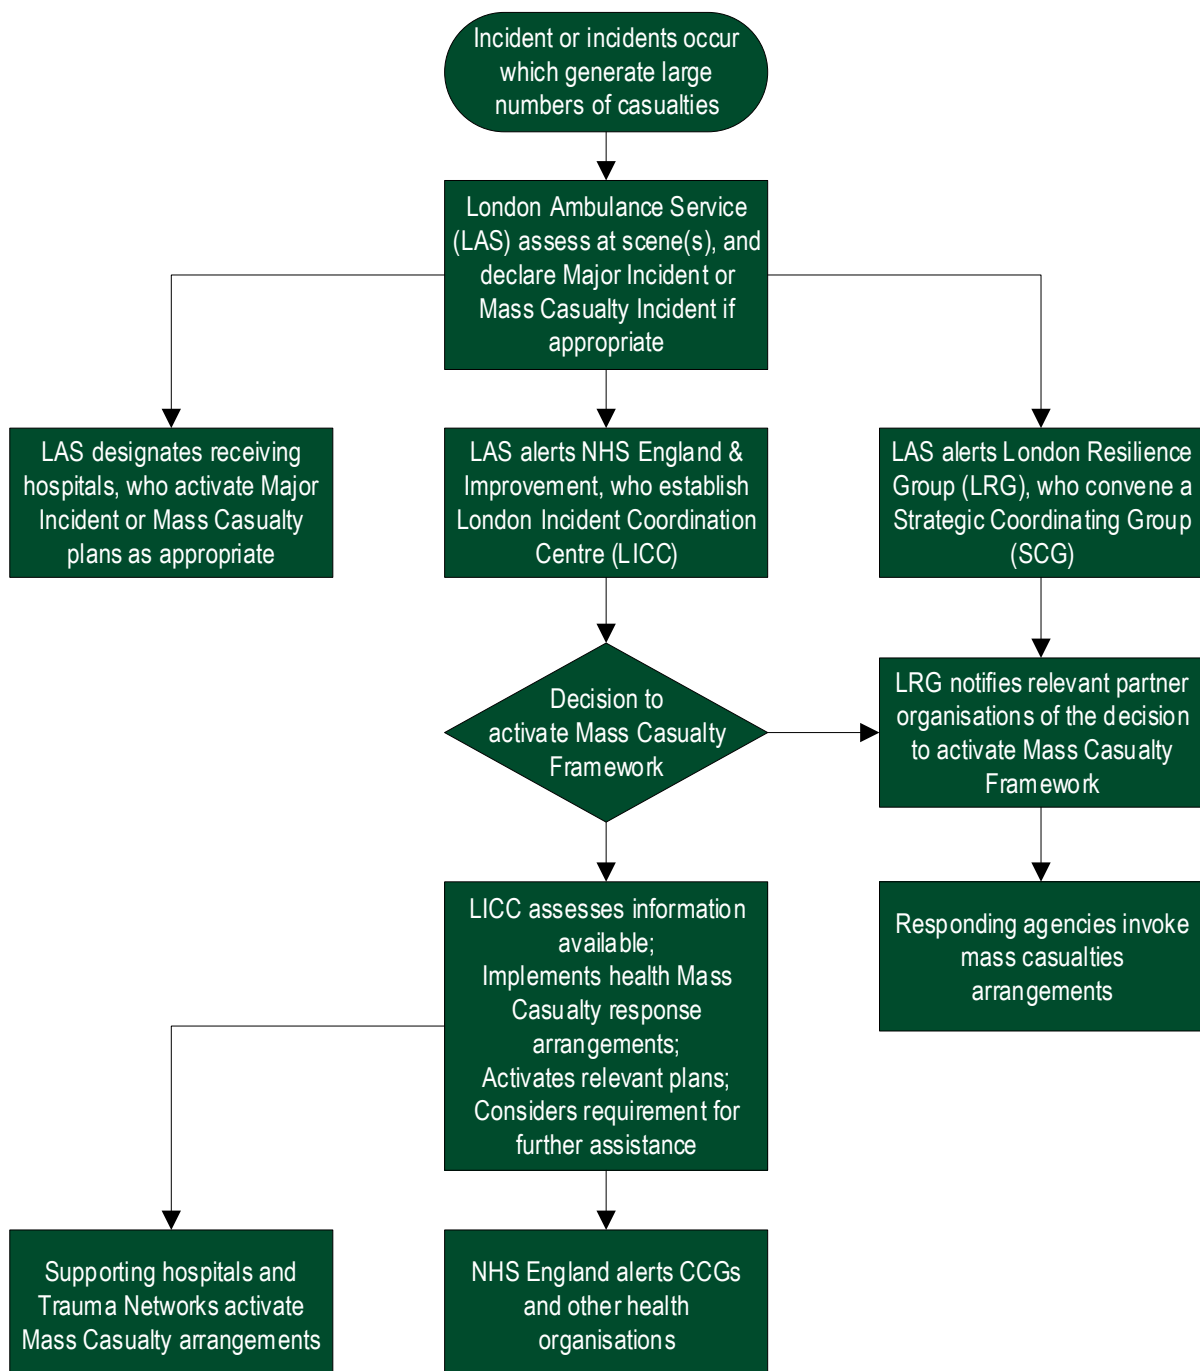 Incident or incidents occur
which generate large
numbers of casualties
London Ambulance Service
(LAS) assess at scene(s), and
declare Major Incident or
Mass Casualty Incident if
appropriate
LAS designates receiving
hospitals, who activate Major
Incident or Mass Casualty
plans as appropriate
LAS alerts NHS England &
Improvement, who establish
London Incident Coordination
Centre (LICC)
LAS alerts London Resilience
Group (LRG), who convene a
Strategic Coordinating Group
(SCG)
Decision to
activate Mass Casualty
Framework
LRG notifies relevant partner
organisations of the decision
to activate Mass Casualty
Framework
LICC assesses information
available;
Implements health Mass
Casualty response
arrangements;
Activates relevant plans;
Considers requirement for
further assistance
Responding agencies invoke
mass casualties
arrangements
Supporting hospitals and
Trauma Networks activate
Mass Casualty arrangements
NHS England alerts CCGs
and other health
organisations